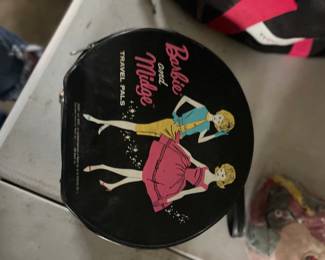 Barbie
and
Midge
TRAVEL PALS